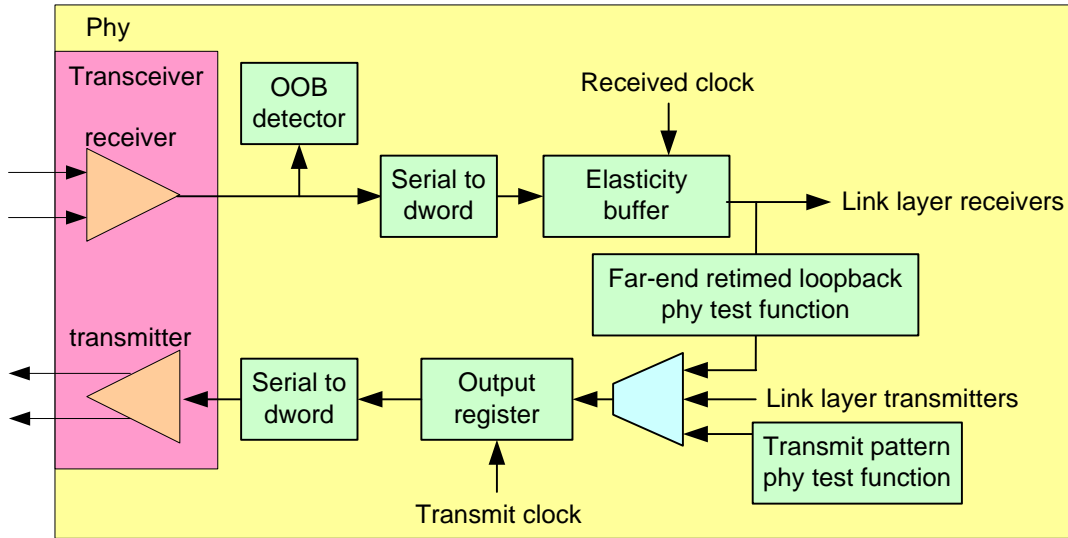 Phy
Transceiver
receiver
OOB
detector
Received clock
Serial to
dword
Elasticity
buffer
Link layer receivers
Far-end retimed loopback
phy test function
transmitter
Serial to
dword
Output
register
Link layer transmitters
Transmit pattern
phy test function
Transmit clock